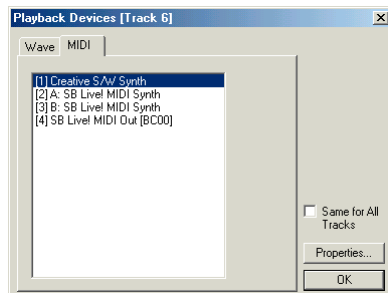 Playback Devices [Track 6]
Wave MIDI
[1] Creative S/W Synth
[2] A: SB Live! MIDI Synth
[3] B: SB Live! MIDI Synth
[4] SB Live! MIDI Out [BC00]
Same for All
Tracks
Properties...
OK